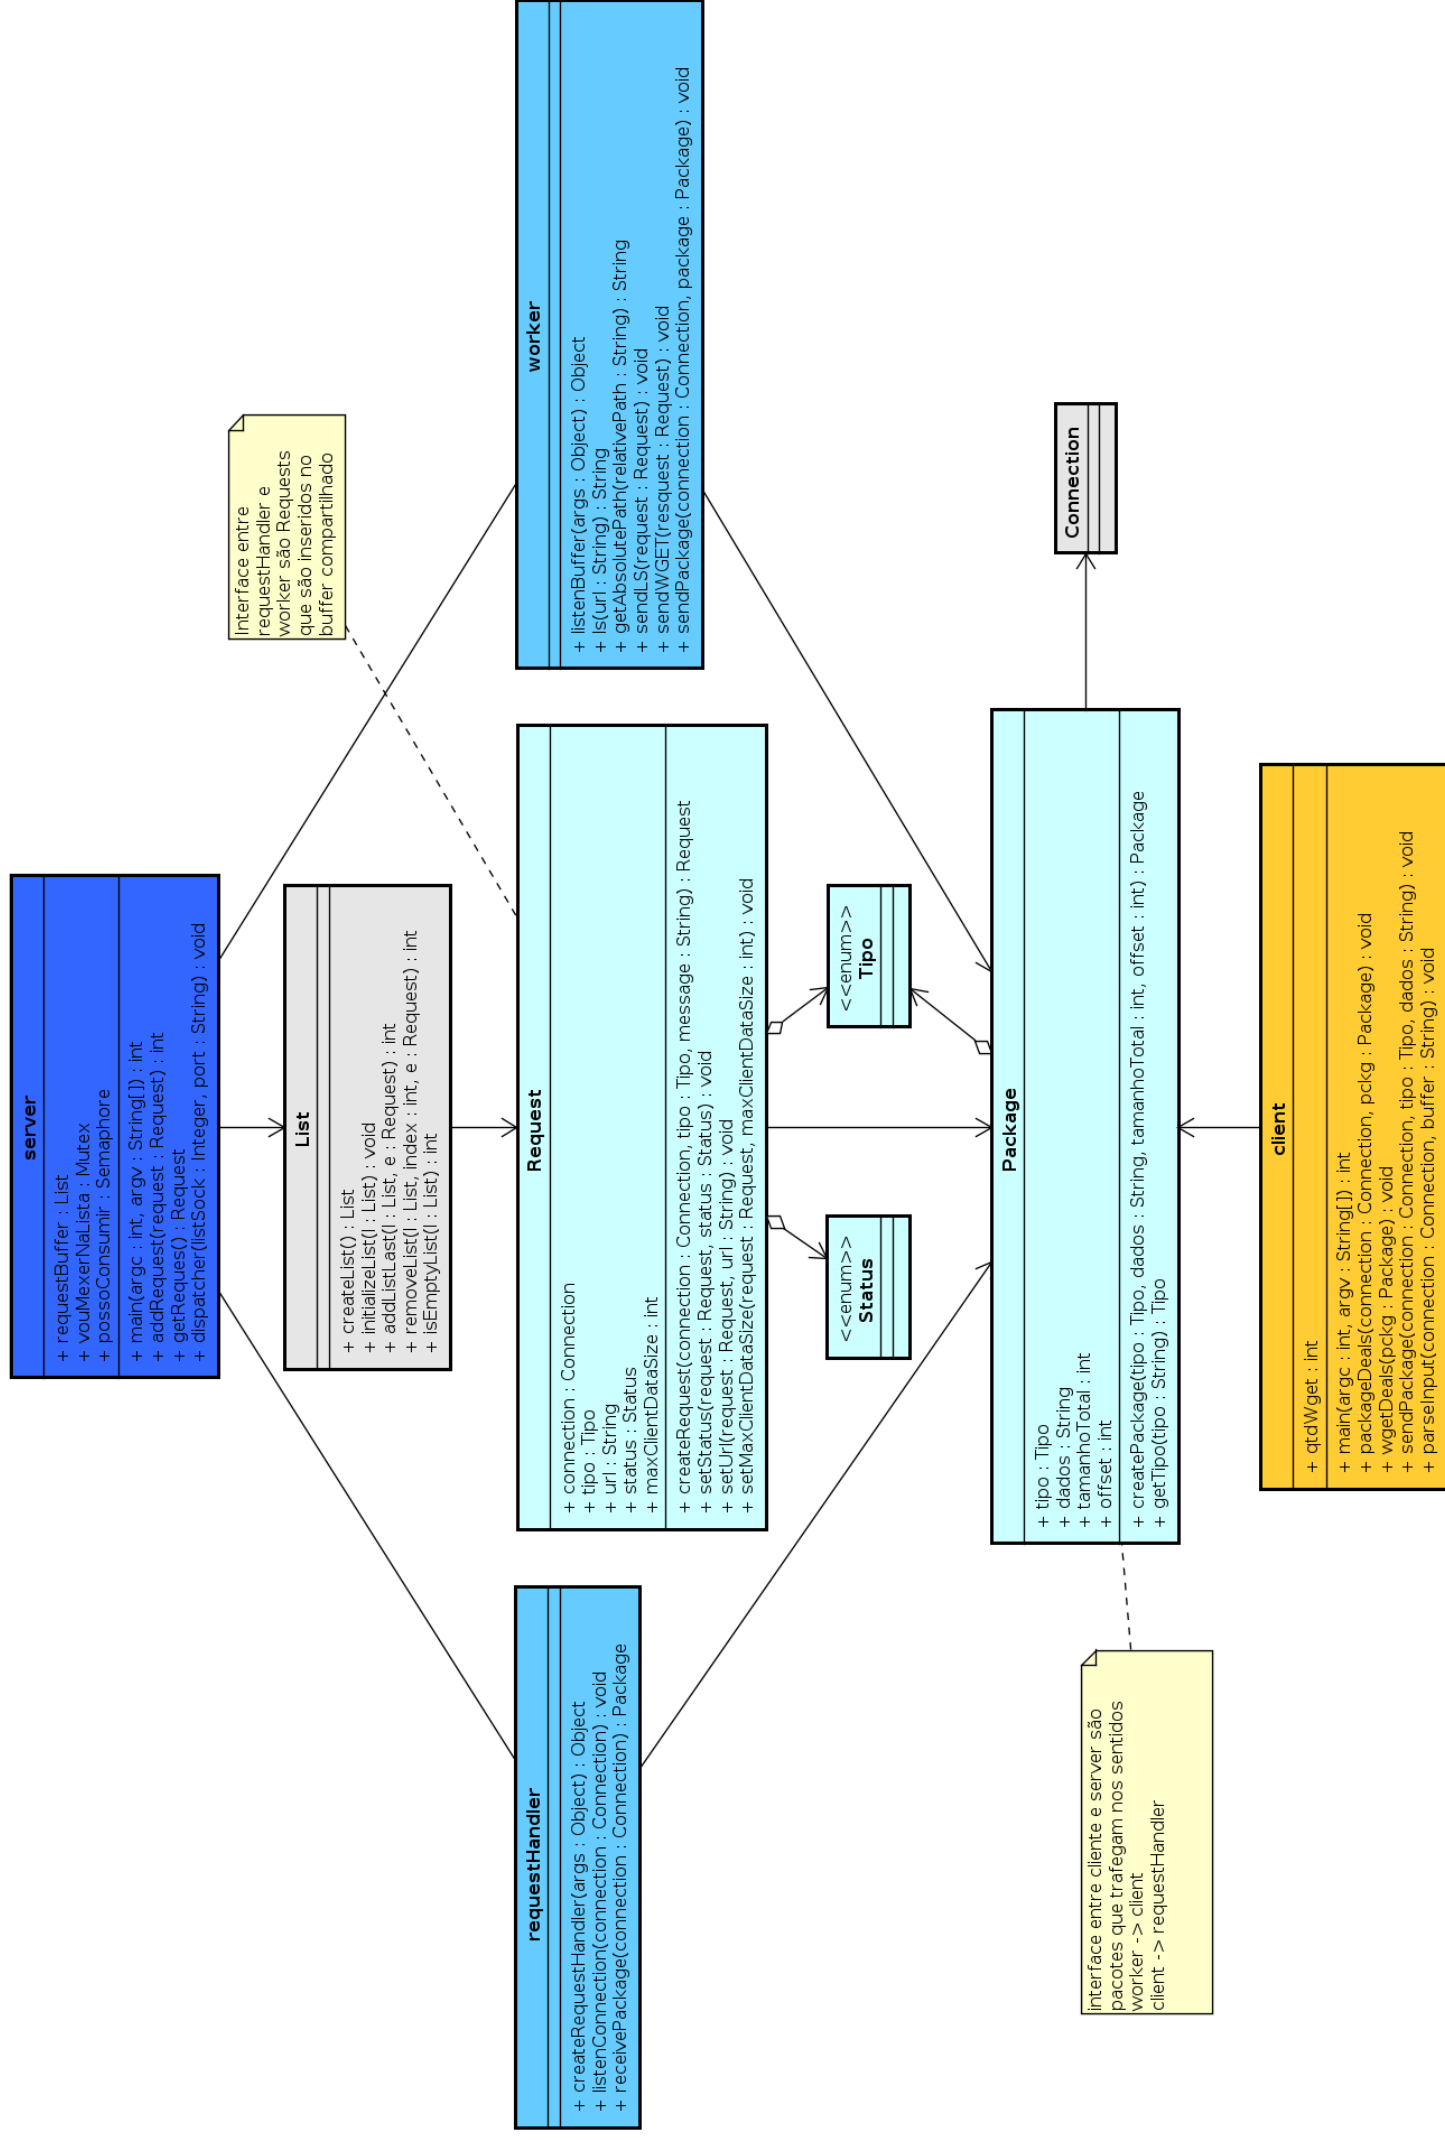 server
+ requestBuffer : List
+ vouMexerNaLista : Mutex
+ possoConsumir : Semaphore
+ main(argc : int, argv : String[]) : int
+ addRequest(request : Request) : int
+ getReques() : Request
+ dispatcher(listSock : Integer, port : String) : void
Interface entre
requestHandler e
worker são Requests
que são inseridos no
buffer compartilhado
List
+ createList() : List
+ initializeList(l : List) : void
+ addListLast(l : List, e : Request) : int
+ removeList(l : List, index : int, e : Request) : int
+ isEmptyList(l : List) : int
requestHandler
+ createRequestHandler(args : Object) : Object
+ listenConnection(connection : Connection) : void
+ receivePackage(connection : Connection) : Package
Request
+ connection : Connection
+ tipo : Tipo
+ url : String
+ status : Status
+ maxClientDataSize : int
+ createRequest(connection : Connection, tipo : Tipo, message : String) : Request
+ setStatus(request : Request, status : Status) : void
+ setUrl(request : Request, url : String) : void
+ setMaxClientDataSize(request : Request, maxClientDataSize : int) : void
worker
+ listenBuffer(args : Object) : Object
+ ls(url : String) : String
+ getAbsolutePath(relativePath : String) : String
+ sendLS(request : Request) : void
+ sendWGET(resquest : Request) : void
+ sendPackage(connection : Connection, package : Package) : void
<<enum>>
Status
<<enum>>
Tipo
Package
+ tipo : Tipo
+ dados : String
+ tamanhoTotal : int
+ offset : int
+ createPackage(tipo : Tipo, dados : String, tamanhoTotal : int, offset : int) : Package
+ getTipo(tipo : String) : Tipo
Connection
interface entre cliente e server são
pacotes que trafegam nos sentidos
worker -> client
client -> requestHandler
client
+ qtdWget : int
+ main(argc : int, argv : String[]) : int
+ packageDeals(connection : Connection, pckg : Package) : void
+ wgetDeals(pckg : Package) : void
+ sendPackage(connection : Connection, tipo : Tipo, dados : String) : void
+ parseInput(connection : Connection, buffer : String) : void